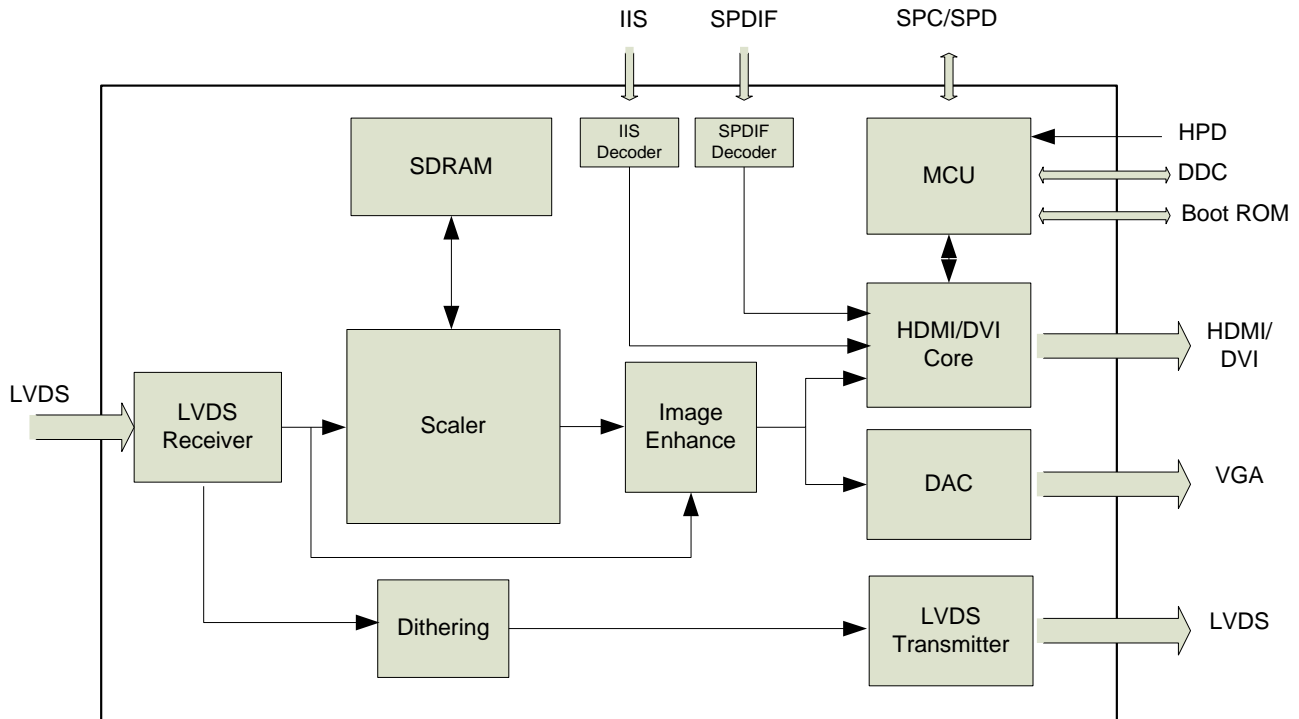 IIS
SPDIF
SPC/SPD
IIS
Decoder
SPDIF
Decoder
SDRAM
MCU
HPD
DDC
Boot ROM
HDMI/DVI
Core
HDMI/
DVI
LVDS
LVDS
Receiver
Scaler
Image
Enhance
DAC
VGA
Dithering
LVDS
Transmitter
LVDS